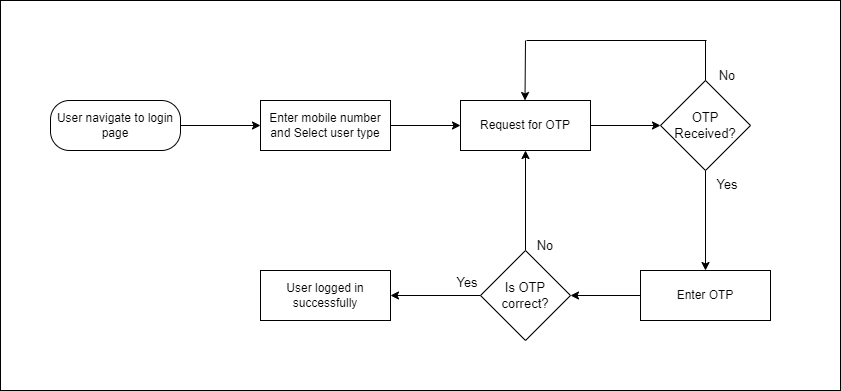 User navigate to login
page
Enter mobile number
and Select user type
Request for OTP
No
OTP
Received?
Yes
Enter OTP
No
Is OTP
correct?
Yes
User logged in
successfully